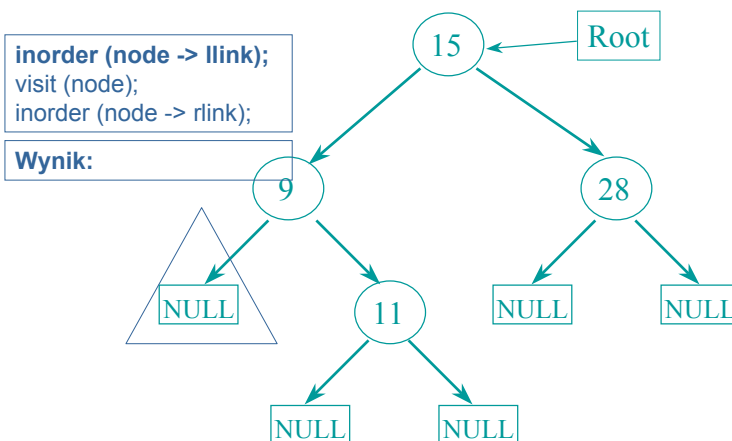 15
Root
inorder (node -> llink);
visit (node);
inorder (node -> rlink);
Wynik:
9
28
NULL
11
NULL
NULL
NULL
NULL